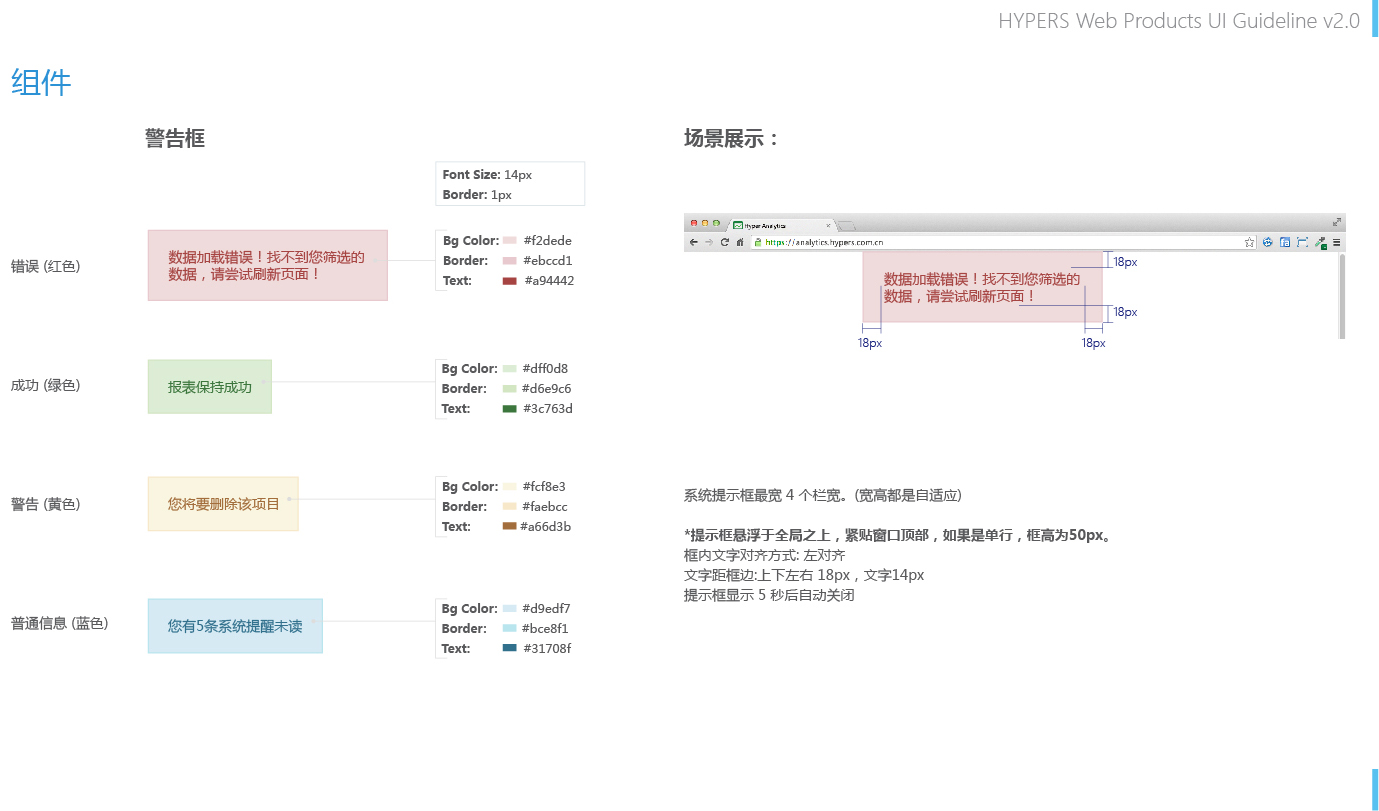 HYPERS Web Products UI Guideline v2.0
组件
警告框
Font Size: 14px
Border: 1px
错误 (红色)
数据加载错误！找不到您筛选的
数据，请尝试刷新页面！
Bg Color: #f2dede
Border: #ebccd1
Text: #a94442
成功 (绿色)
报表保持成功
Bg Color: #dff0d8
Border: #d6e9c6
Text: #3c763d
警告 (黄色)
您将要删除该项目
Bg Color: #fcf8e3
Border: #faebcc
Text: #a66d3b
普通信息 (蓝色)
您有5条系统提醒未读
Bg Color: #d9edf7
Border: #bce8f1
Text: #31708f
场景展示：
Hyper Analytics
https://analytics.hypers.com.cn
数据加载错误！找不到您筛选的
数据，请尝试刷新页面！
18px
18px
18px
18px
系统提示框最宽 4 个栏宽。(宽高都是自适应)
*提示框悬浮于全局之上，紧贴窗口顶部，如果是单行，框高为50px。
框内文字对齐方式: 左对齐
文字距框边:上下左右 18px，文字14px
提示框显示 5 秒后自动关闭